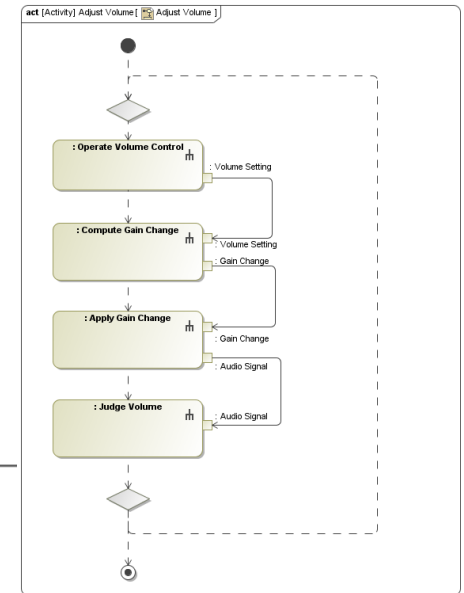 act [Activity] Adjust Volume [ Adjust Volume ]
: Operate Volume Control
: Volume Setting
: Compute Gain Change
: Volume Setting
: Gain Change
: Apply Gain Change
: Gain Change
: Audio Signal
: Judge Volume
: Audio Signal